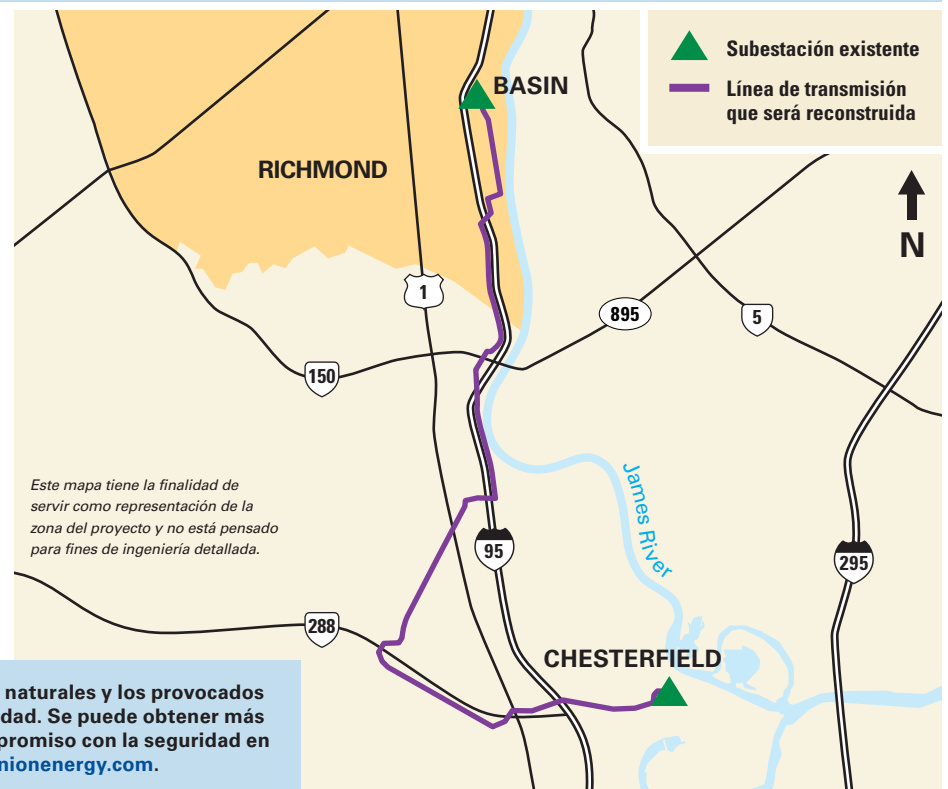 Subestación existente
Línea de transmisión
que será reconstruida
BASIN
RICHMOND
N
1
895
5
150
Este mapa tiene la finalidad de
servir como representación de la
zona del proyecto y no está pensado
para fines de ingeniería detallada.
James River
95
295
288
CHESTERFIELD
naturales y los provocados
dad. Se puede obtener más
promiso con la seguridad en
nionenergy.com.